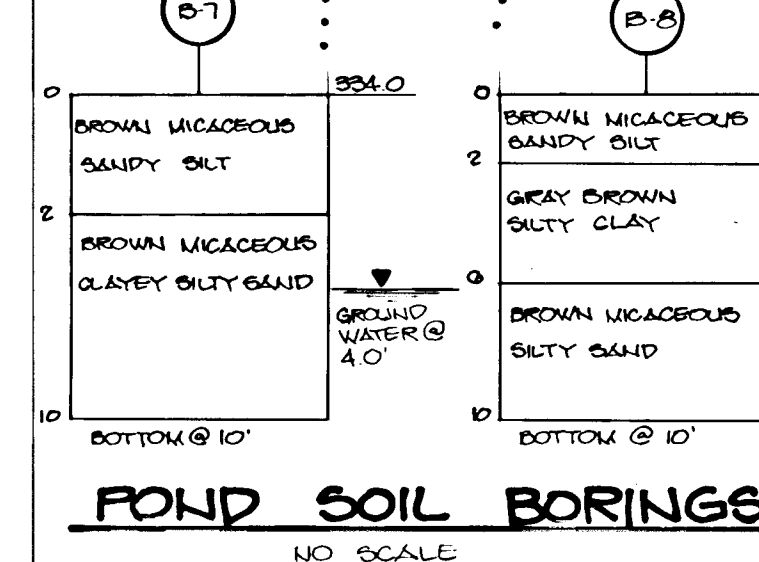 B-7
334.0
0
BROWN MICACEOUS
SANDY SILT
2
BROWN MICACEOUS
CLAYEY SILTY SAND
GROUND
WATER @
4.0'
10
BOTTOM @ 10'
B-8
0
BROWN MICACEOUS
SANDY SILT
2
GRAY BROWN
SILTY CLAY
6
BROWN MICACEOUS
SILTY SAND
10
BOTTOM @ 10'
POND SOIL BORINGS
NO SCALE